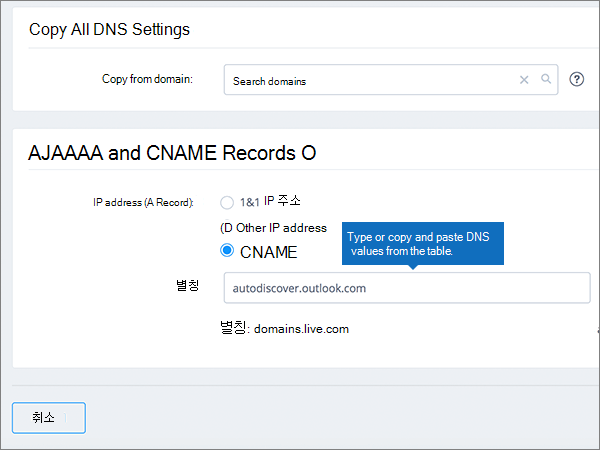 Copy All DNS Settings
Copy from domain:
Search domains
AJAAAA and CNAME Records O
IP address (A Record):
1&1 IP 주소
(D Other IP address
CNAME
Type or copy and paste DNS
values from the table.
별칭
autodiscover.outlook.com
별칭: domains.live.com
취소